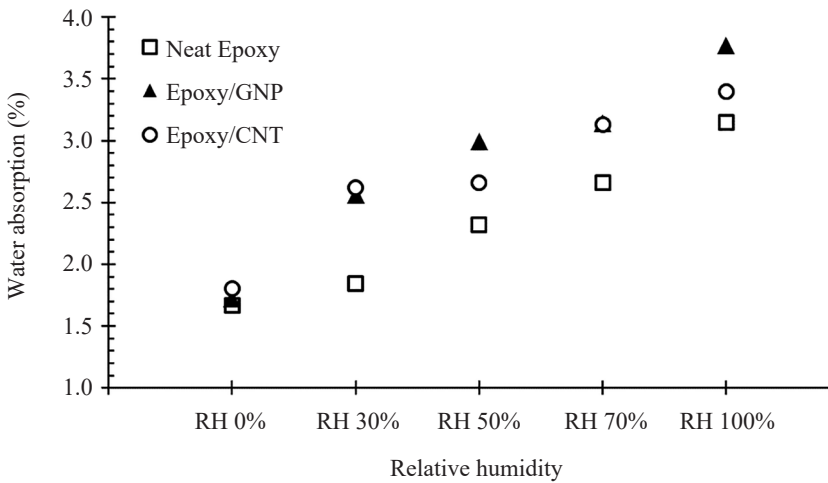 4.0
3.5
3.0
2.5
2.0
1.5
1.0
Water absorption (%)
Neat Epoxy
Epoxy/GNP
Epoxy/CNT
RH 0% RH 30% RH 50% RH 70% RH 100%
Relative humidity